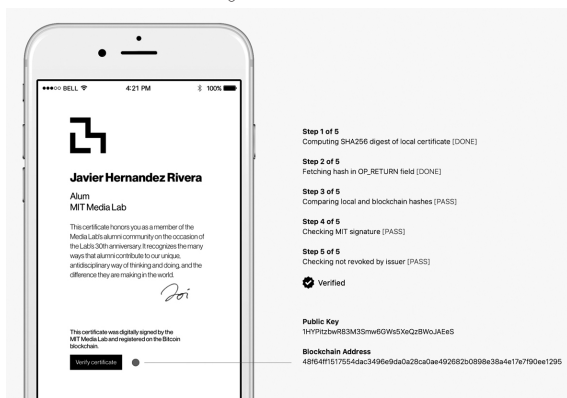 ●●●○○ BELL 4:21 PM 100%
Javier Hernandez Rivera
Alum
MIT Media Lab
This certificate honors you as a member of the
Media Lab's alumni community on the occasion of
the Lab's 30th anniversary. It recognizes the many
ways that alumni contribute to our unique,
antidisciplinary way of thinking and doing, and the
difference they are making in the world.
Joi
This certificate was digitally signed by the
MIT Media Lab and registered on the Bitcoin
blockchain.
Verify certificate
Step 1 of 5
Computing SHA256 digest of local certificate [DONE]
Step 2 of 5
Fetching hash in OP_RETURN field [DONE]
Step 3 of 5
Comparing local and blockchain hashes [PASS]
Step 4 of 5
Checking MIT signature [PASS]
Step 5 of 5
Checking not revoked by issuer [PASS]
Verified
Public Key
1HYPitzbwR83M3Smw6GWs5XeQzBWoJAEeS
Blockchain Address
48f64ff1517554dac3496e9da0a28ca0ae492682b0898e38a4e17e7f90ee1295